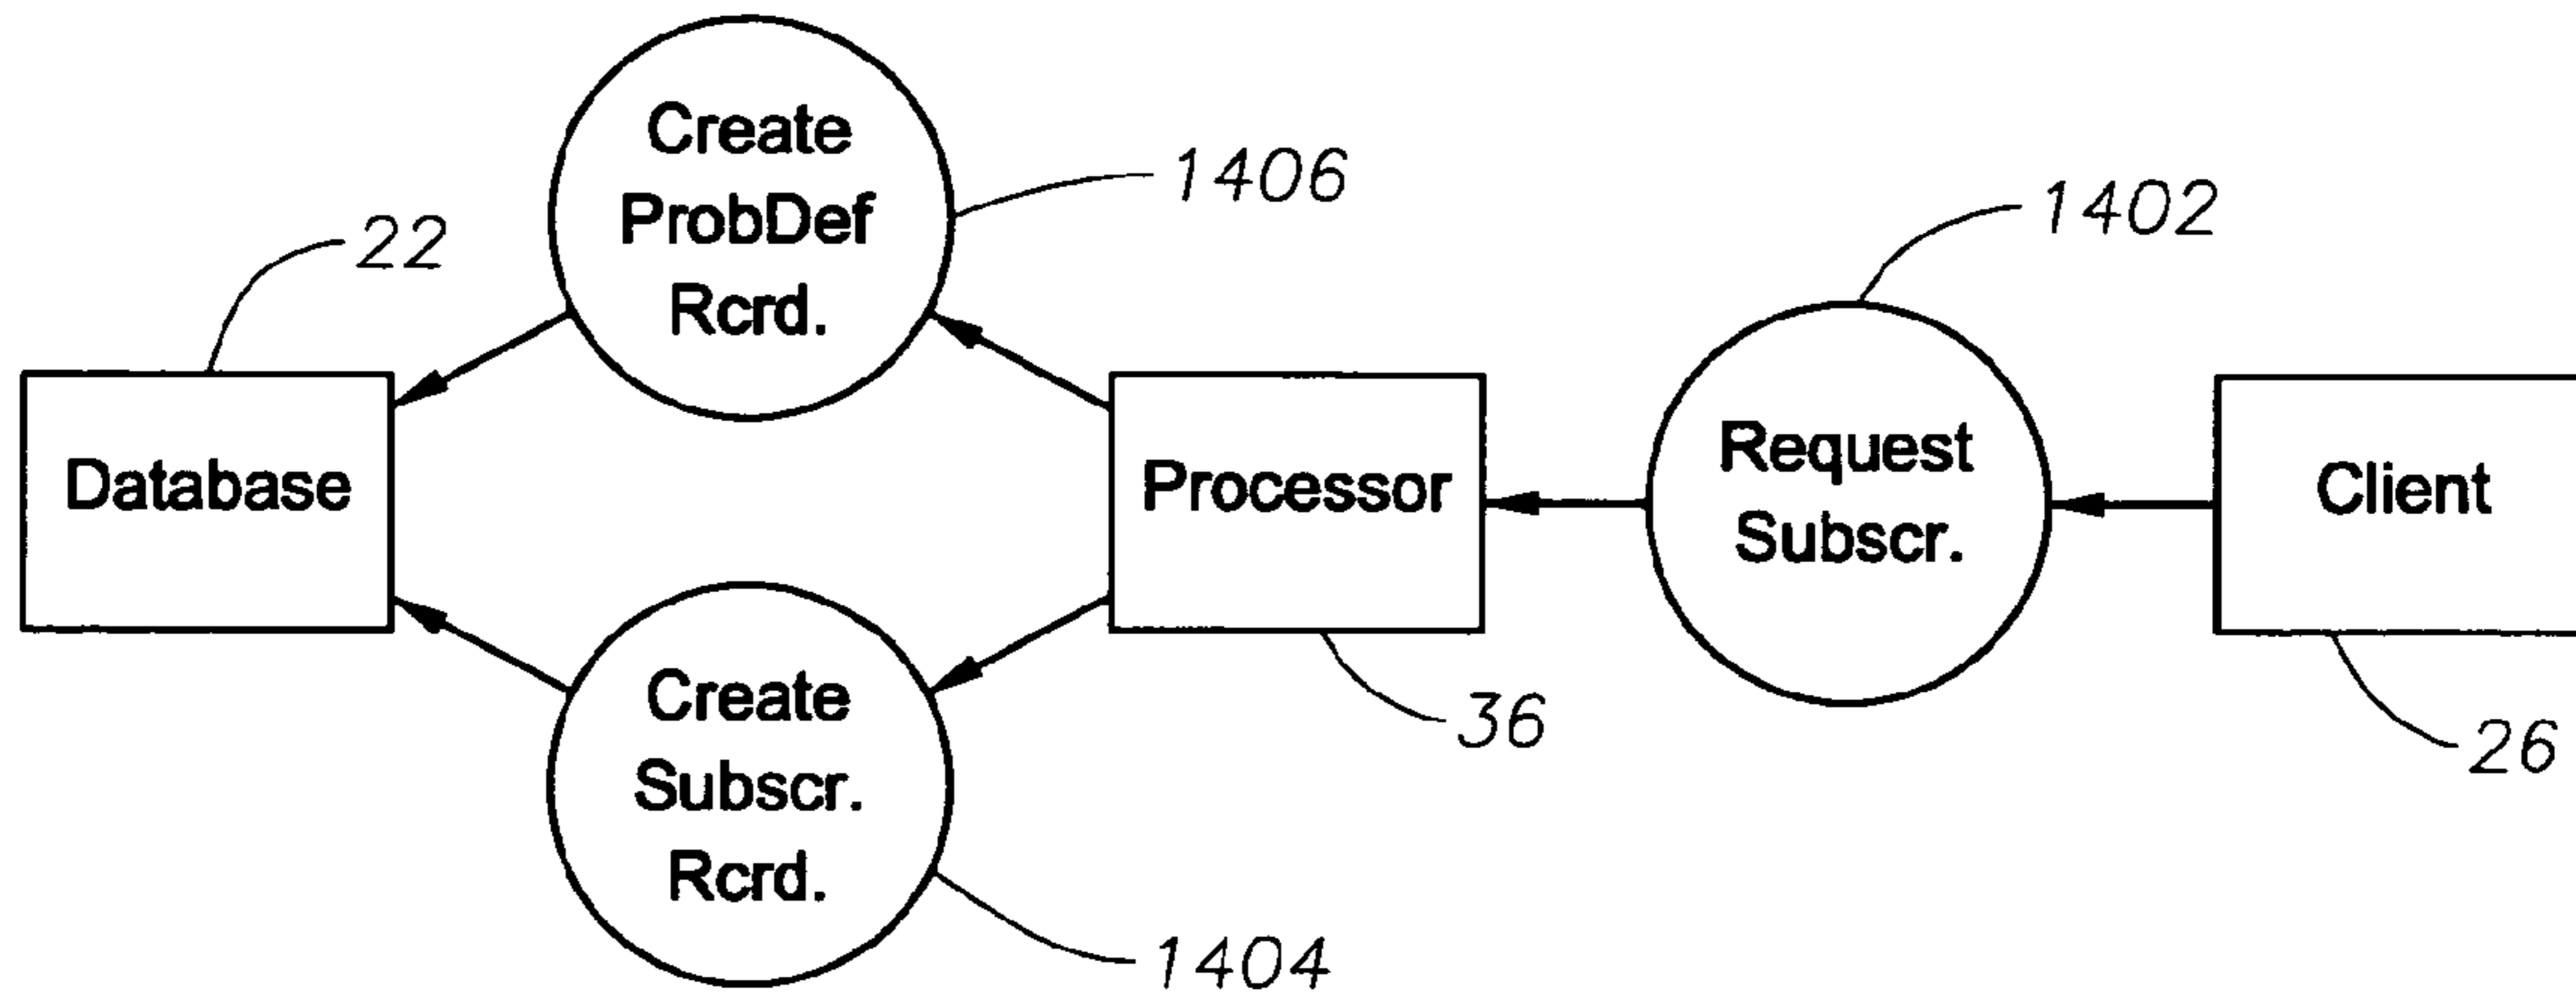 Create
ProbDef
Rcrd.
1406
22
1402
Database
Processor
Request
Subscr.
Client
Create
Subscr.
Rcrd.
36
26
1404